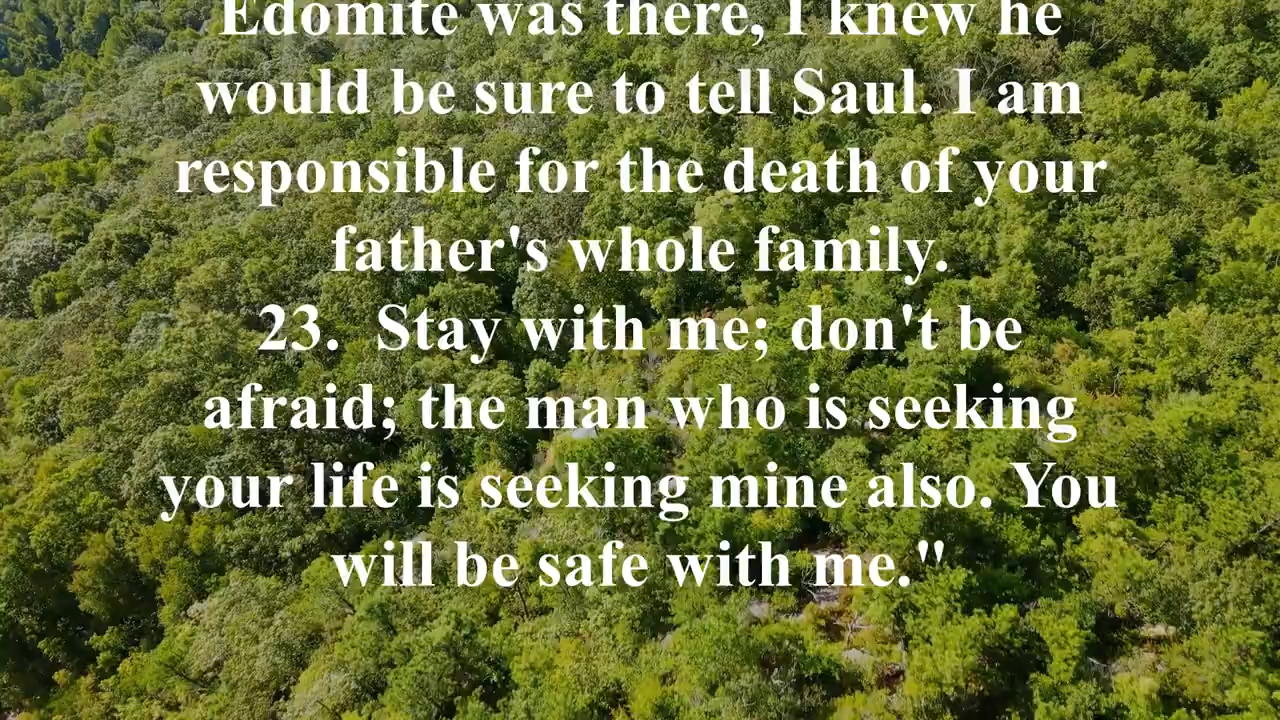 Edomite was there, I knew he
would be sure to tell Saul. I am
responsible for the death of your
father's whole family.
23.  Stay with me; don't be
afraid; the man who is seeking
your life is seeking mine also. You
will be safe with me."